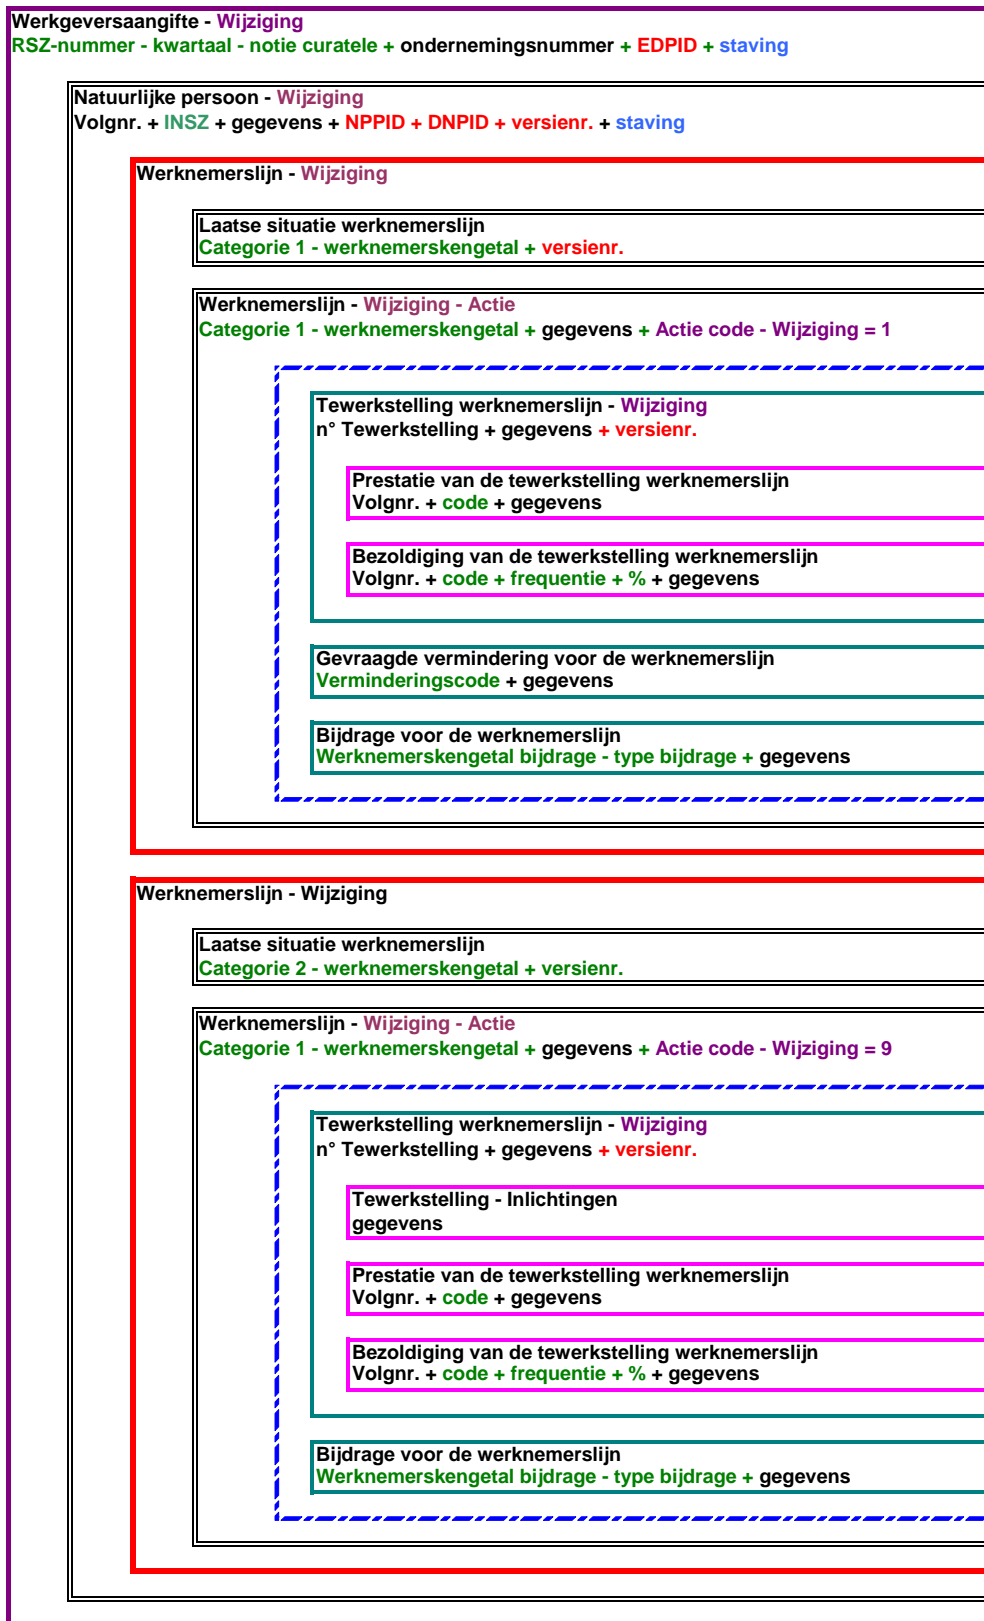 Werkgeversaangifte - Wijziging
RSZ-nummer - kwartaal - notie curatele + ondernemingsnummer + EDPID + staving
Natuurlijke persoon - Wijziging
Volgnr. + INSZ + gegevens + NPPID + DNPID + versienr. + staving
Werknemerslijn - Wijziging
Laatse situatie werknemerslijn
Categorie 1 - werknemerskengetal + versienr.
Werknemerslijn - Wijziging - Actie
Categorie 1 - werknemerskengetal + gegevens + Actie code - Wijziging = 1
Tewerkstelling werknemerslijn - Wijziging
n° Tewerkstelling + gegevens + versienr.
Prestatie van de tewerkstelling werknemerslijn
Volgnr. + code + gegevens
Bezoldiging van de tewerkstelling werknemerslijn
Volgnr. + code + frequentie + % + gegevens
Gevraagde vermindering voor de werknemerslijn
Verminderingscode + gegevens
Bijdrage voor de werknemerslijn
Werknemerskengetal bijdrage - type bijdrage + gegevens
Werknemerslijn - Wijziging
Laatse situatie werknemerslijn
Categorie 2 - werknemerskengetal + versienr.
Werknemerslijn - Wijziging - Actie
Categorie 1 - werknemerskengetal + gegevens + Actie code - Wijziging = 9
Tewerkstelling werknemerslijn - Wijziging
n° Tewerkstelling + gegevens + versienr.
Tewerkstelling - Inlichtingen
gegevens
Prestatie van de tewerkstelling werknemerslijn
Volgnr. + code + gegevens
Bezoldiging van de tewerkstelling werknemerslijn
Volgnr. + code + frequentie + % + gegevens
Bijdrage voor de werknemerslijn
Werknemerskengetal bijdrage - type bijdrage + gegevens